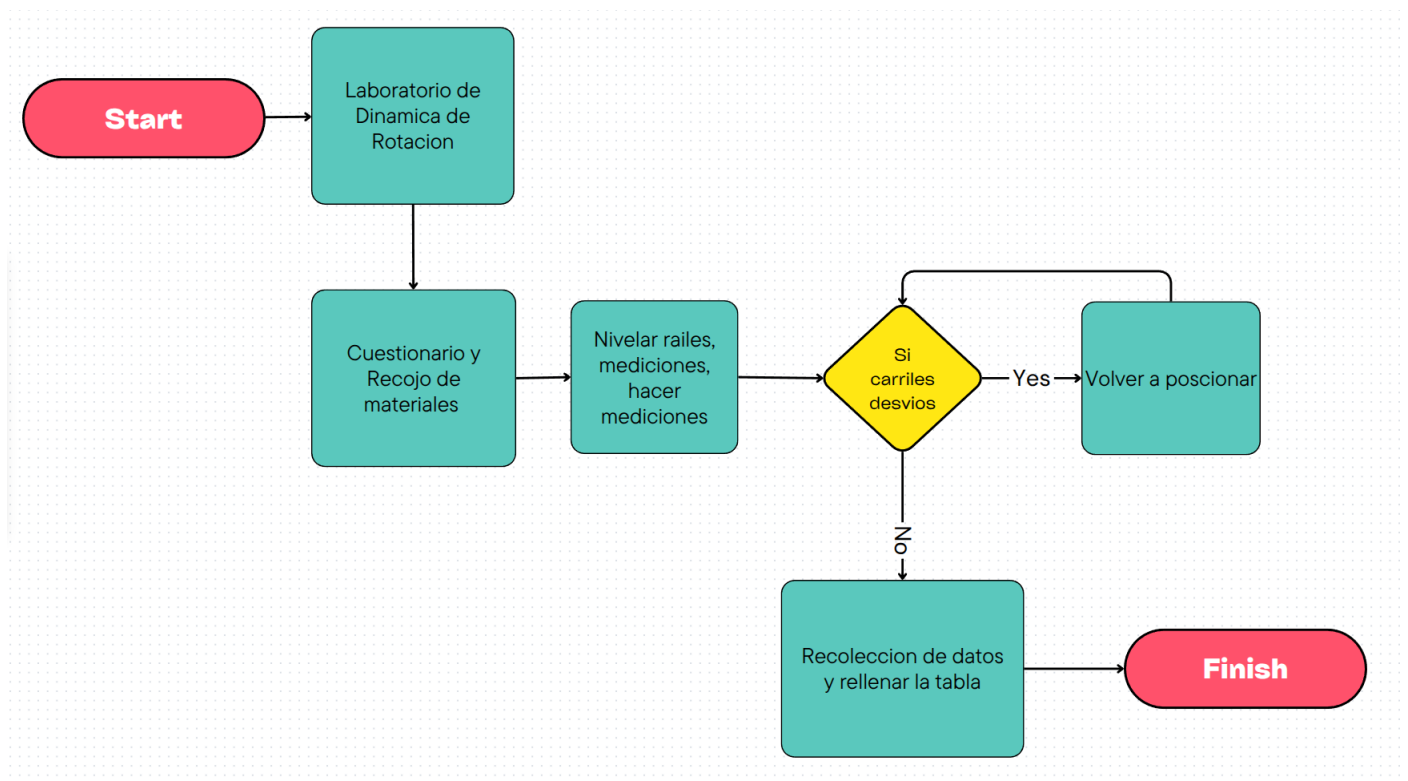 Start
Laboratorio de
Dinamica de
Rotacion
Cuestionario y
Recojo de
materiales
Nivelar railes,
mediciones,
hacer
mediciones
Si
carriles
desvios
Yes
Volver a poscionar
No
Recoleccion de datos
y rellenar la tabla
Finish